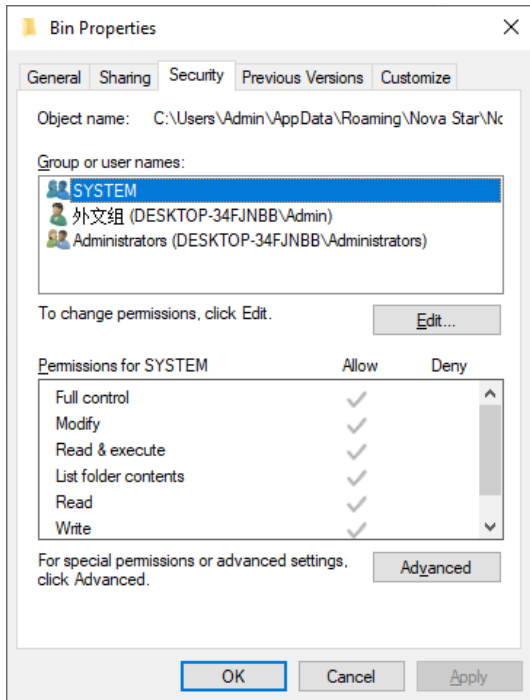 Bin Properties
General Sharing Security Previous Versions Customize
Object name: C:\Users\Admin\AppData\Roaming\Nova Star\Nc
Group or user names:
SYSTEM
外文组 (DESKTOP-34FJNBB\Admin)
Administrators (DESKTOP-34FJNBB\Administrators)
To change permissions, click Edit.
Edit...
Permissions for SYSTEM Allow Deny
Full control
Modify
Read & execute
List folder contents
Read
Write
For special permissions or advanced settings,
click Advanced.
Advanced
OK Cancel Apply